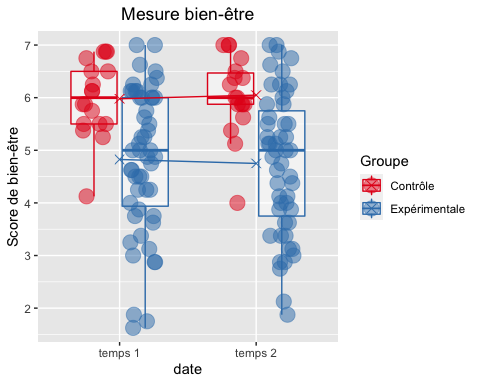 Mesure bien-être
Score de bien-être
7
6
5
4
3
2
temps 1
temps 2
date
Groupe
Contrôle
Expérimentale